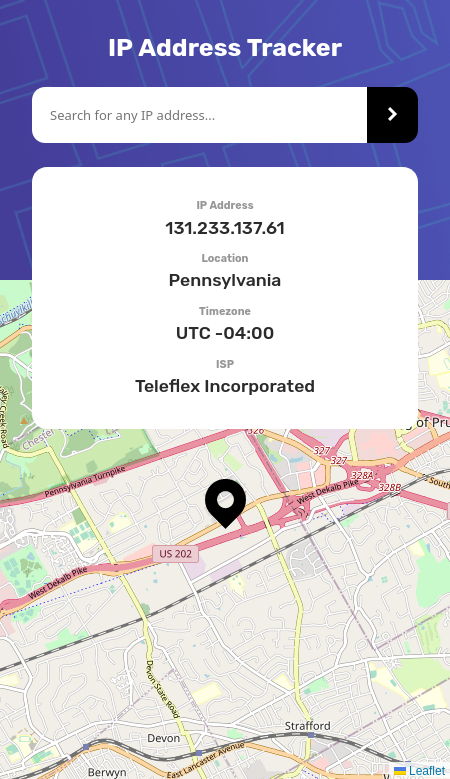 IP Address Tracker
Search for any IP address...
IP Address
131.233.137.61
Location
Pennsylvania
Timezone
UTC -04:00
ISP
Teleflex Incorporated
of Pru
Creek Road
Chester
326
327
327
328A
328B
Pennsylvania Turnpike
West Dekalb Pike
South
US 202
West Dekalb Pike
Devon State Road
Strafford
Devon
East Lancaster Avenue
Berwyn
Leaflet